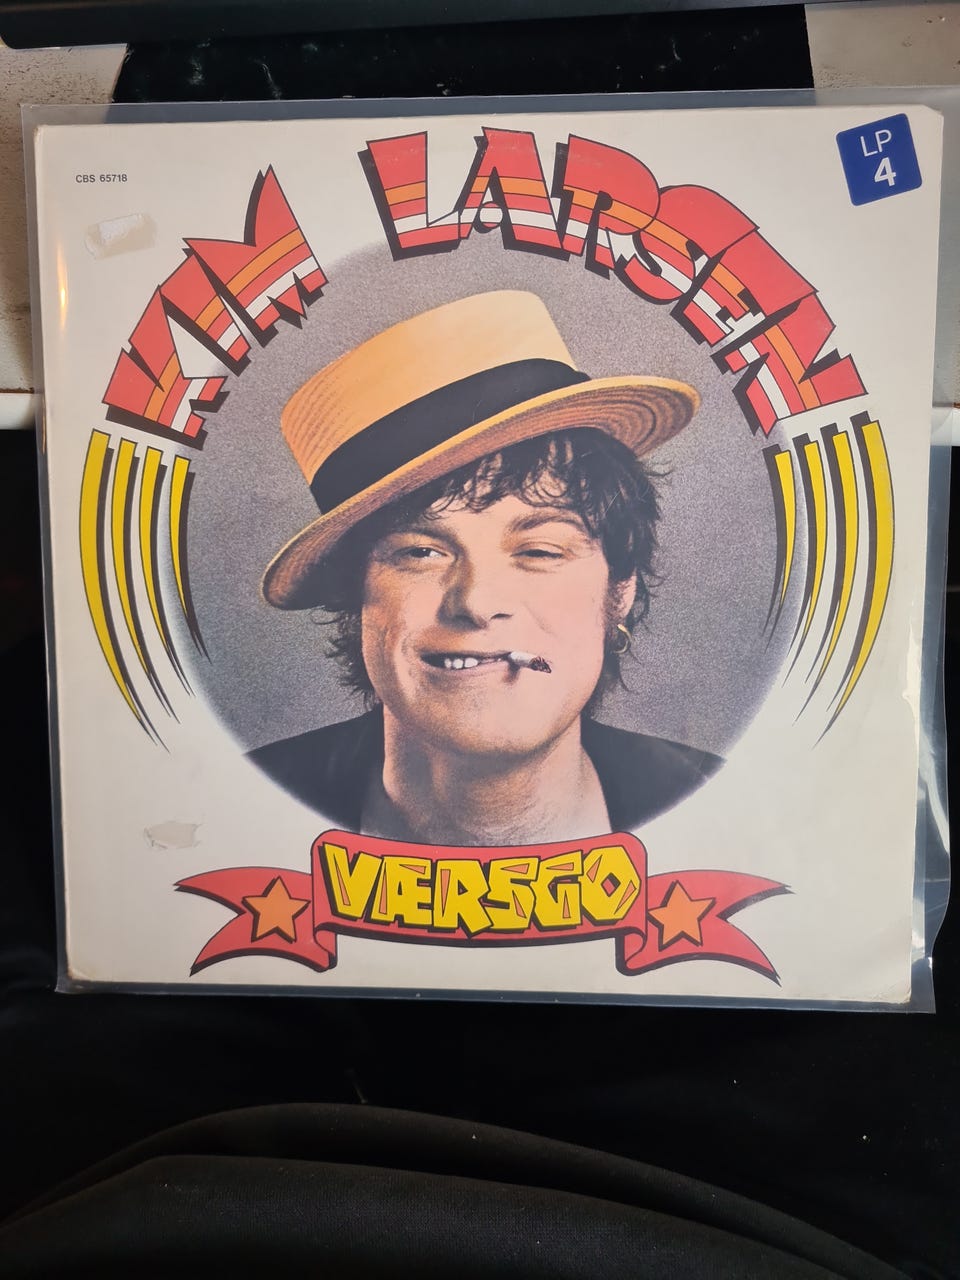 CBS 65718
LP
4
KIM LARSEN
VÆRSGO